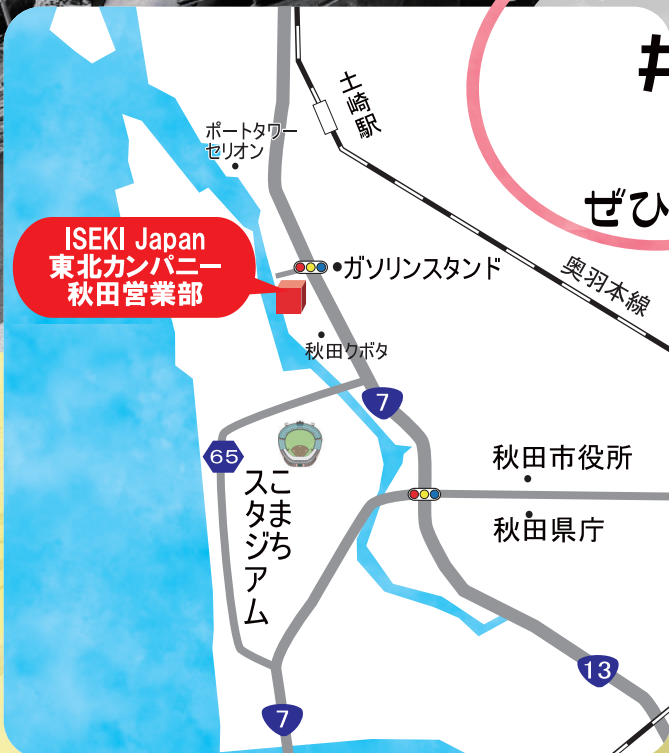 土崎駅
ポートタワー
セリオン
ぜひ
ISEKI Japan
東北カンパニー
秋田営業部
ガソリンスタンド
奥羽本線
秋田クボタ
7
65
こまち
スタジアム
秋田市役所
秋田県庁
13
7